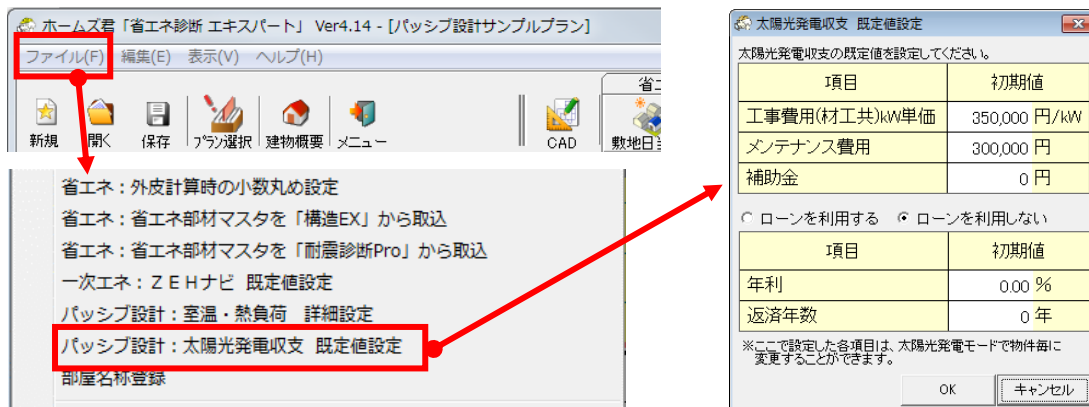 ホームズ君「省エネ診断 エキスパート」 Ver4.14 - [パッシブ設計サンプルプラン]
ファイル(F) 編集(E) 表示(V) ヘルプ(H)
新規 開く 保存 プラン選択 建物概要 メニュー CAD
省エネ：外皮計算時の小数丸め設定
省エネ：省エネ部材マスタを「構造EX」から取込
省エネ：省エネ部材マスタを「耐震診断Pro」から取込
一次エネ：ＺＥＨナビ 既定値設定
パッシブ設計：室温・熱負荷 詳細設定
パッシブ設計：太陽光発電収支 既定値設定
部屋名称登録
太陽光発電収支 既定値設定
太陽光発電収支の既定値を設定してください。
項目 初期値
工事費用(材工共)kW単価 350,000 円/kW
メンテナンス費用 300,000 円
補助金 0 円
ローンを利用する ローンを利用しない
項目 初期値
年利 0.00 %
返済年数 0 年
※ここで設定した各項目は、太陽光発電モードで物件毎に
変更することができます。
OK キャンセル